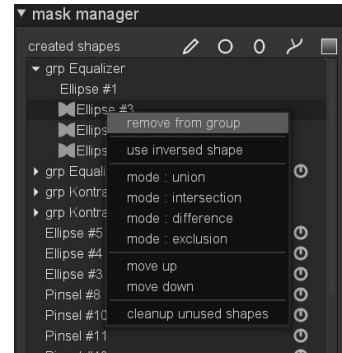 mask manager
created shapes
grp Equalizer
Ellipse #1
Ellipse #3
remove from group
Ellips
use inversed shape
Ellips
grp Equali
mode : union
grp Kontra
mode : intersection
grp Kontra
mode : difference
Ellipse #5
mode : exclusion
Ellipse #4
move up
Ellipse #3
move down
Pinsel #8
Pinsel #10
cleanup unused shapes
Pinsel #11